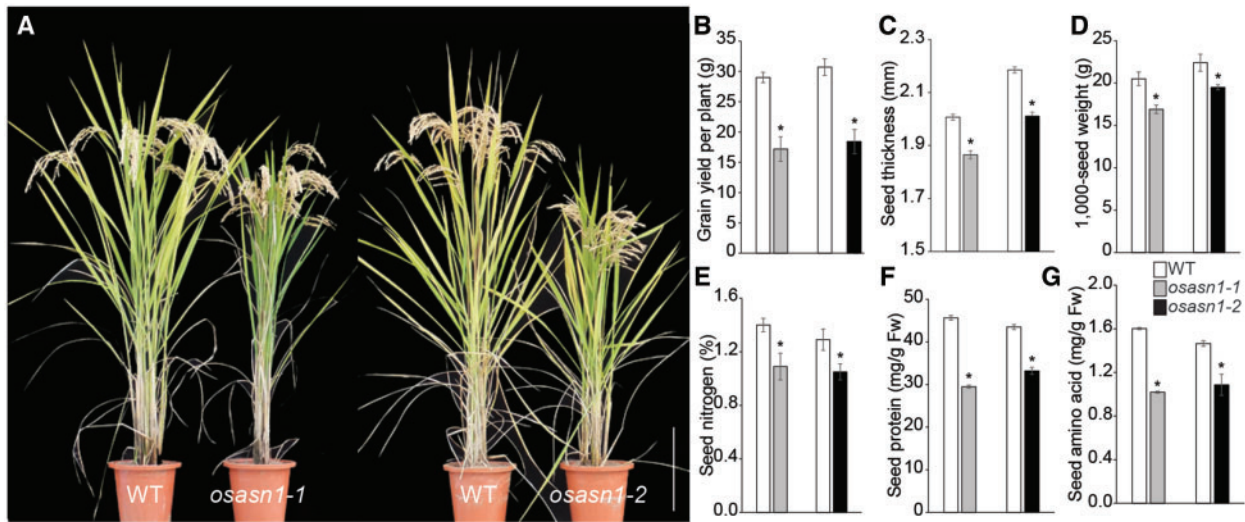 A
WT
osasn1-1
WT
osasn1-2
B
Grain yield per plant (g)
40
35
30
25
20
15
10
5
0
*
*
C
Seed thickness (mm)
2.3
2.1
1.9
1.7
1.5
*
*
D
1,000-seed weight (g)
30
25
20
15
10
5
0
*
*
E
Seed nitrogen (%)
1.6
1.2
0.8
0.4
0.0
*
*
F
Seed protein (mg/g Fw)
50
40
30
20
10
0
*
*
WT
osasn1-1
osasn1-2
G
Seed amino acid (mg/g Fw)
2.0
1.6
1.2
0.8
0.4
0.0
*
*